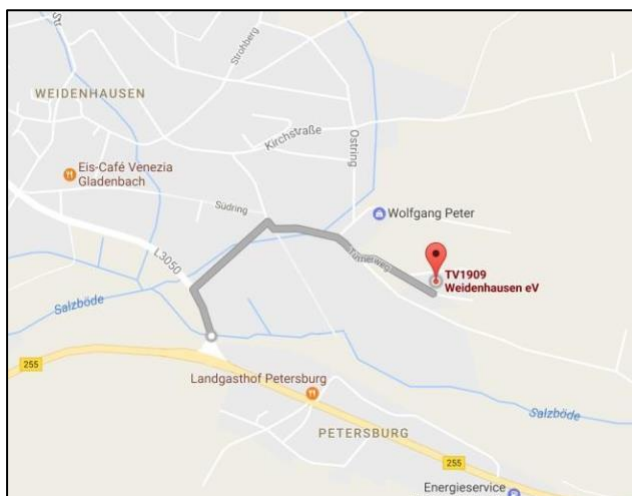 Strohberg
WEIDENHAUSEN
Kirchstraße
Ostring
Eis-Café Venezia
Gladenbach
Südring
Wolfgang Peter
L3050
Turnerweg
TV1909
Weidenhausen eV
Salzböde
255
Landgasthof Petersburg
PETERSBURG
Salzböde
255
Energieservice